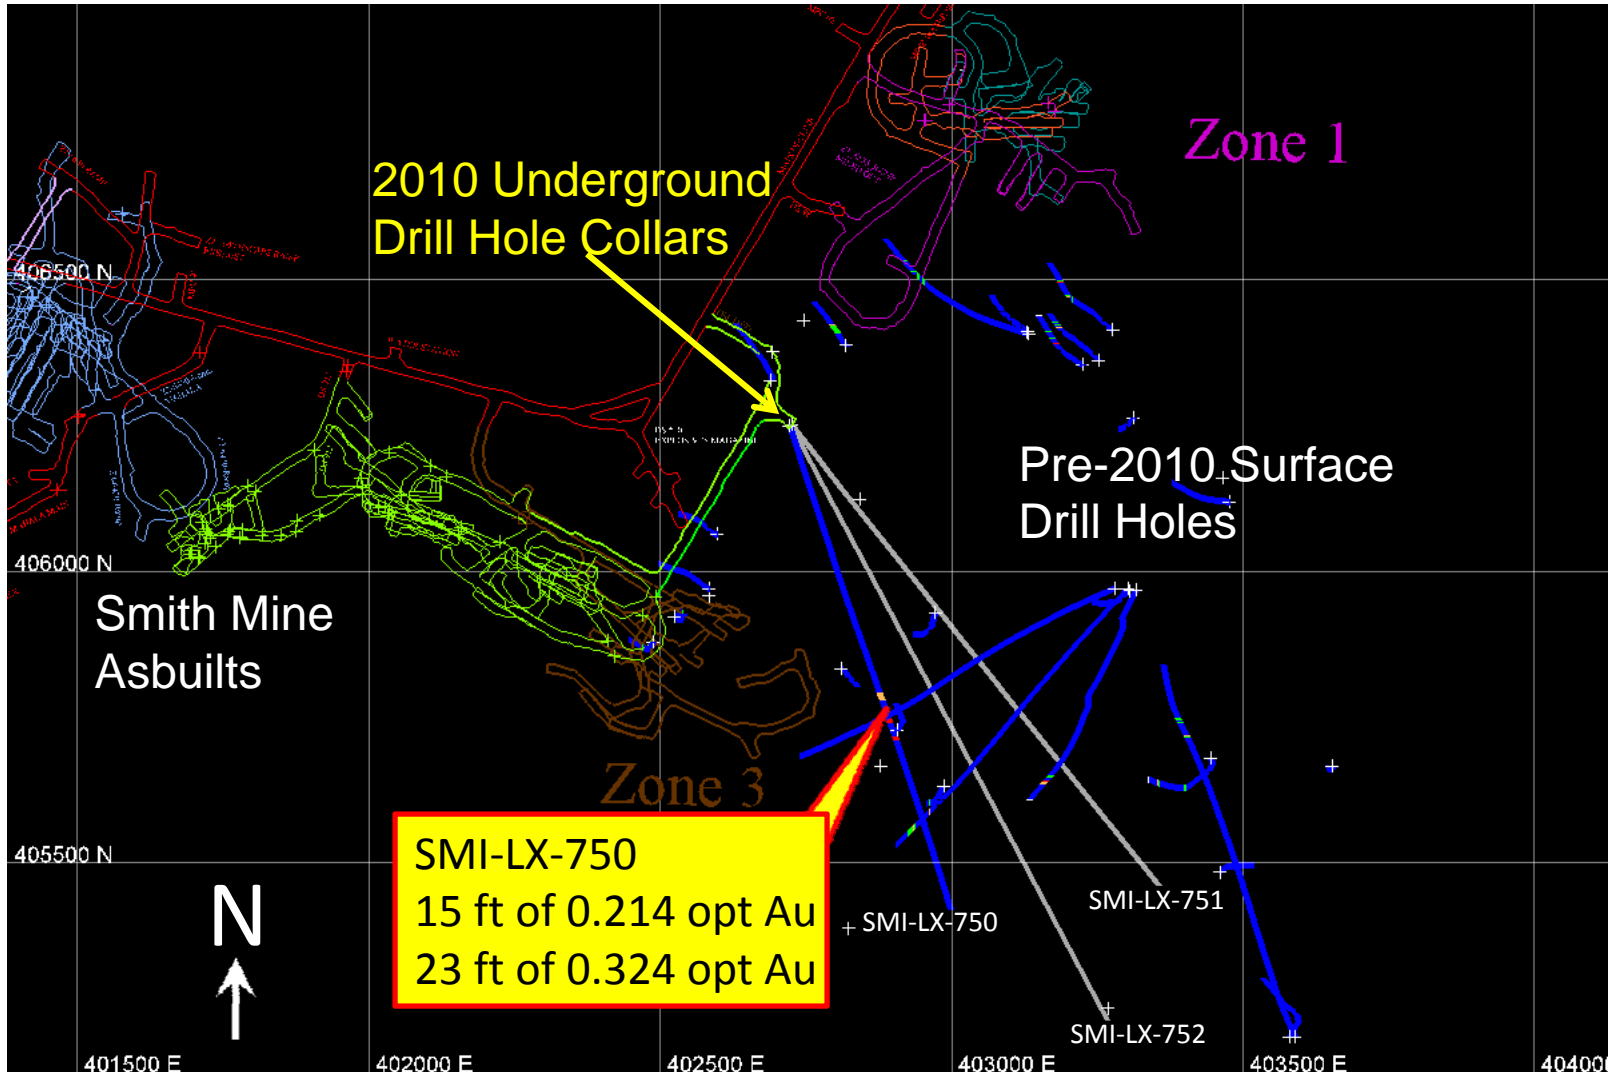 Zone 1
2010 Underground
Drill Hole Collars
406500 N
Pre-2010 Surface
Drill Holes
406000 N
Smith Mine
Asbuilts
Zone 3
SMI-LX-750
15 ft of 0.214 opt Au
23 ft of 0.324 opt Au
405500 N
N
SMI-LX-751
SMI-LX-750
SMI-LX-752
401500 E
402000 E
402500 E
403000 E
403500 E
404000